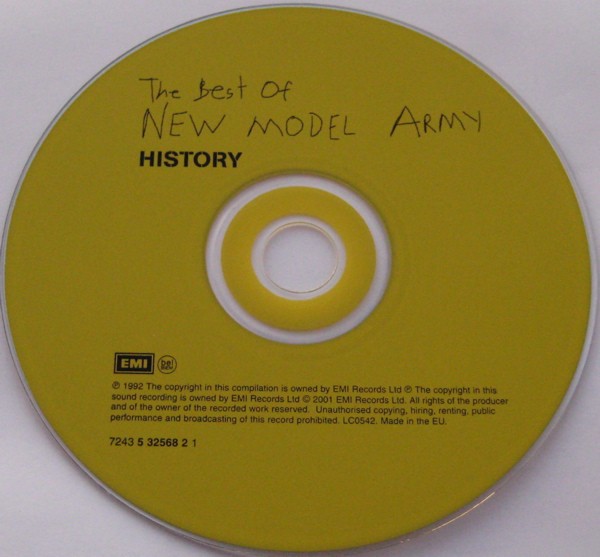 The Best Of
NEW MODEL ARMY
HISTORY
EMI
℗ 1992 The copyright in this compilation is owned by EMI Records Ltd ℗ The copyright in this
sound recording is owned by EMI Records Ltd © 2001 EMI Records Ltd. All rights of the producer
and of the owner of the recorded work reserved. Unauthorised copying, hiring, renting, public
performance and broadcasting of this record prohibited. LC0542. Made in the EU.
7243 5 32568 2 1